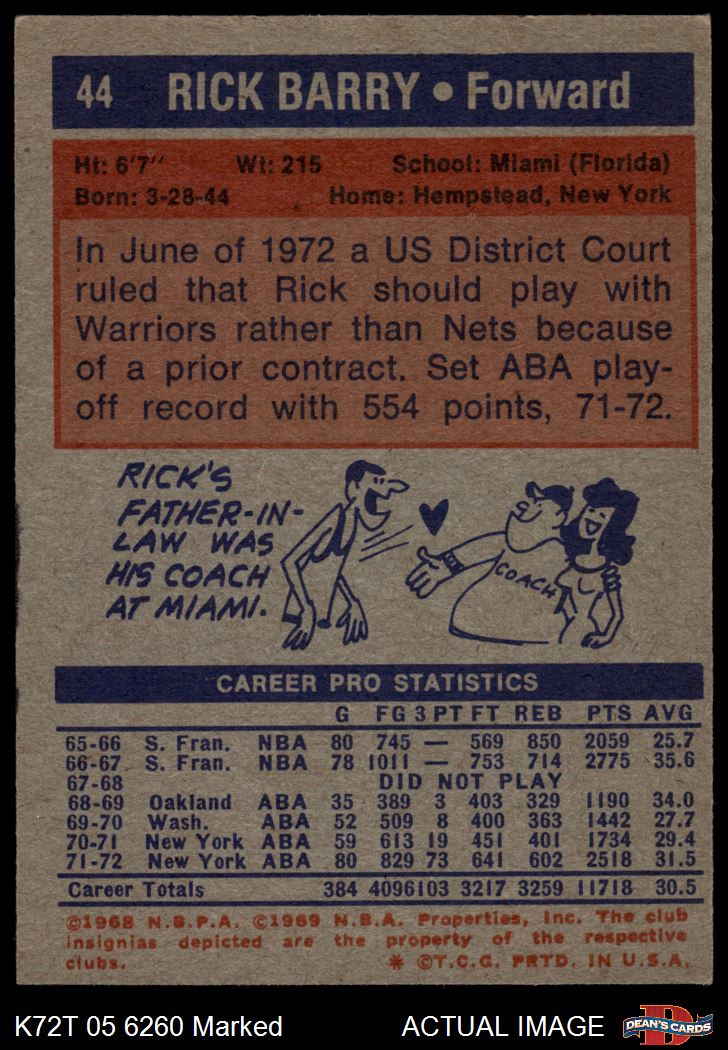 44 RICK BARRY • Forward
Ht: 6'7" Wt: 215 School: Miami (Florida)
Born: 3-28-44 Home: Hempstead, New York
In June of 1972 a US District Court
ruled that Rick should play with
Warriors rather than Nets because
of a prior contract. Set ABA play-
off record with 554 points, 71-72.
RICK'S
FATHER-IN-
LAW WAS
HIS COACH
AT MIAMI.
COACH
CAREER PRO STATISTICS
G FG 3 PT FT REB PTS AVG
65-66 S. Fran. NBA 80 745 — 569 850 2059 25.7
66-67 S. Fran. NBA 78 1011 — 753 714 2775 35.6
67-68 DID NOT PLAY
68-69 Oakland ABA 35 389 3 403 329 1190 34.0
69-70 Wash. ABA 52 509 8 400 363 1442 27.7
70-71 New York ABA 59 613 19 451 401 1734 29.4
71-72 New York ABA 80 829 73 641 602 2518 31.5
Career Totals 384 4096 103 3217 3259 11718 30.5
©1968 N.B.P.A. ©1969 N.B.A. Properties, Inc. The club
insignias depicted are the property of the respective
clubs. * ©T.C.G. PRTD. IN U.S.A.
K72T 05 6260 Marked ACTUAL IMAGE
D
DEAN'S CARDS